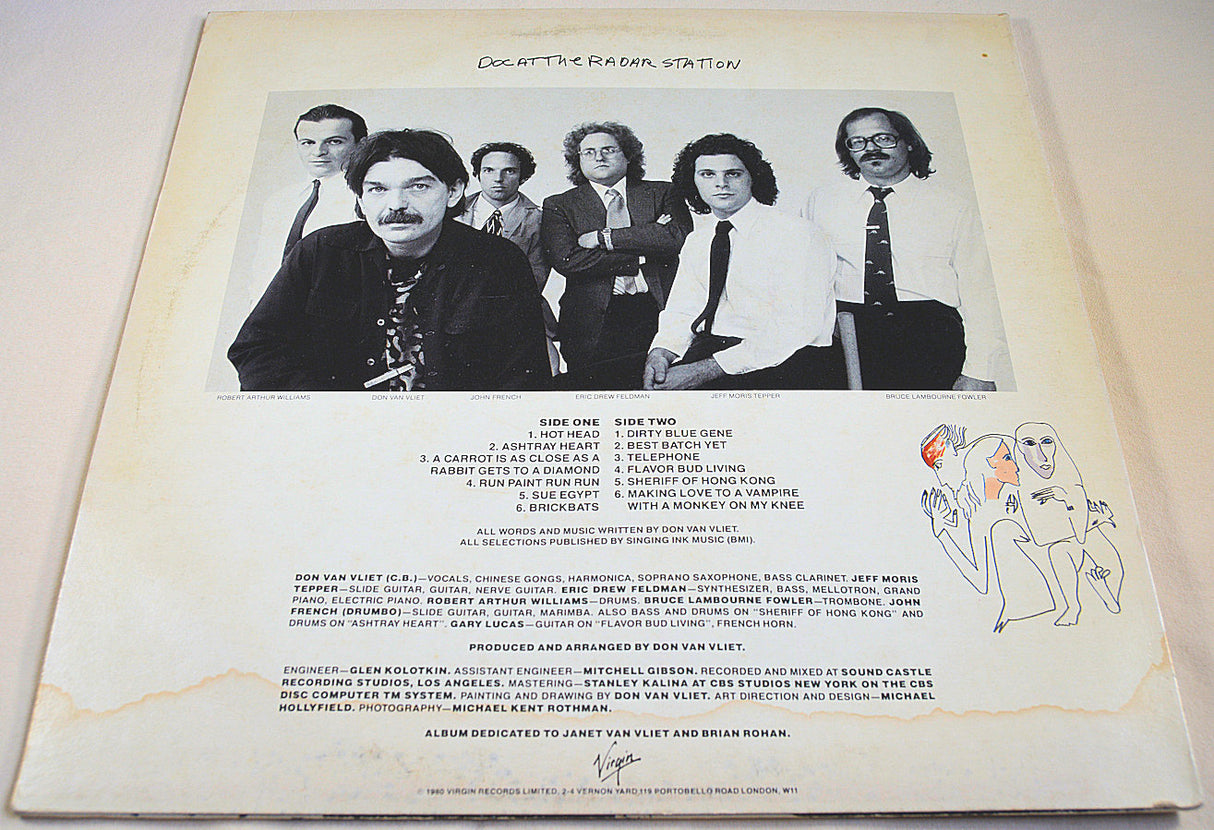 DOC AT THE RADAR STATION
ROBERT ARTHUR WILLIAMS DON VAN VLIET JOHN FRENCH ERIC DREW FELDMAN JEFF MORIS TEPPER BRUCE LAMBOURNE FOWLER
SIDE ONE
1. HOT HEAD
2. ASHTRAY HEART
3. A CARROT IS AS CLOSE AS A
RABBIT GETS TO A DIAMOND
4. RUN PAINT RUN RUN
5. SUE EGYPT
6. BRICKBATS
SIDE TWO
1. DIRTY BLUE GENE
2. BEST BATCH YET
3. TELEPHONE
4. FLAVOR BUD LIVING
5. SHERIFF OF HONG KONG
6. MAKING LOVE TO A VAMPIRE
WITH A MONKEY ON MY KNEE
ALL WORDS AND MUSIC WRITTEN BY DON VAN VLIET.
ALL SELECTIONS PUBLISHED BY SINGING INK MUSIC (BMI).
DON VAN VLIET (C.B.)—VOCALS, CHINESE GONGS, HARMONICA, SOPRANO SAXOPHONE, BASS CLARINET. JEFF MORIS
TEPPER—SLIDE GUITAR, GUITAR, NERVE GUITAR. ERIC DREW FELDMAN—SYNTHESIZER, BASS, MELLOTRON, GRAND
PIANO, ELECTRIC PIANO. ROBERT ARTHUR WILLIAMS—DRUMS. BRUCE LAMBOURNE FOWLER—TROMBONE. JOHN
FRENCH (DRUMBO)—SLIDE GUITAR, GUITAR, MARIMBA. ALSO BASS AND DRUMS ON "SHERIFF OF HONG KONG" AND
DRUMS ON "ASHTRAY HEART". GARY LUCAS—GUITAR ON "FLAVOR BUD LIVING", FRENCH HORN.
PRODUCED AND ARRANGED BY DON VAN VLIET.
ENGINEER—GLEN KOLOTKIN. ASSISTANT ENGINEER—MITCHELL GIBSON. RECORDED AND MIXED AT SOUND CASTLE
RECORDING STUDIOS, LOS ANGELES. MASTERING—STANLEY KALINA AT CBS STUDIOS NEW YORK ON THE CBS
DISC COMPUTER TM SYSTEM. PAINTING AND DRAWING BY DON VAN VLIET. ART DIRECTION AND DESIGN—MICHAEL
HOLLYFIELD. PHOTOGRAPHY—MICHAEL KENT ROTHMAN.
ALBUM DEDICATED TO JANET VAN VLIET AND BRIAN ROHAN.
Virgin
© 1980 VIRGIN RECORDS LIMITED, 2-4 VERNON YARD, 119 PORTOBELLO ROAD LONDON, W11